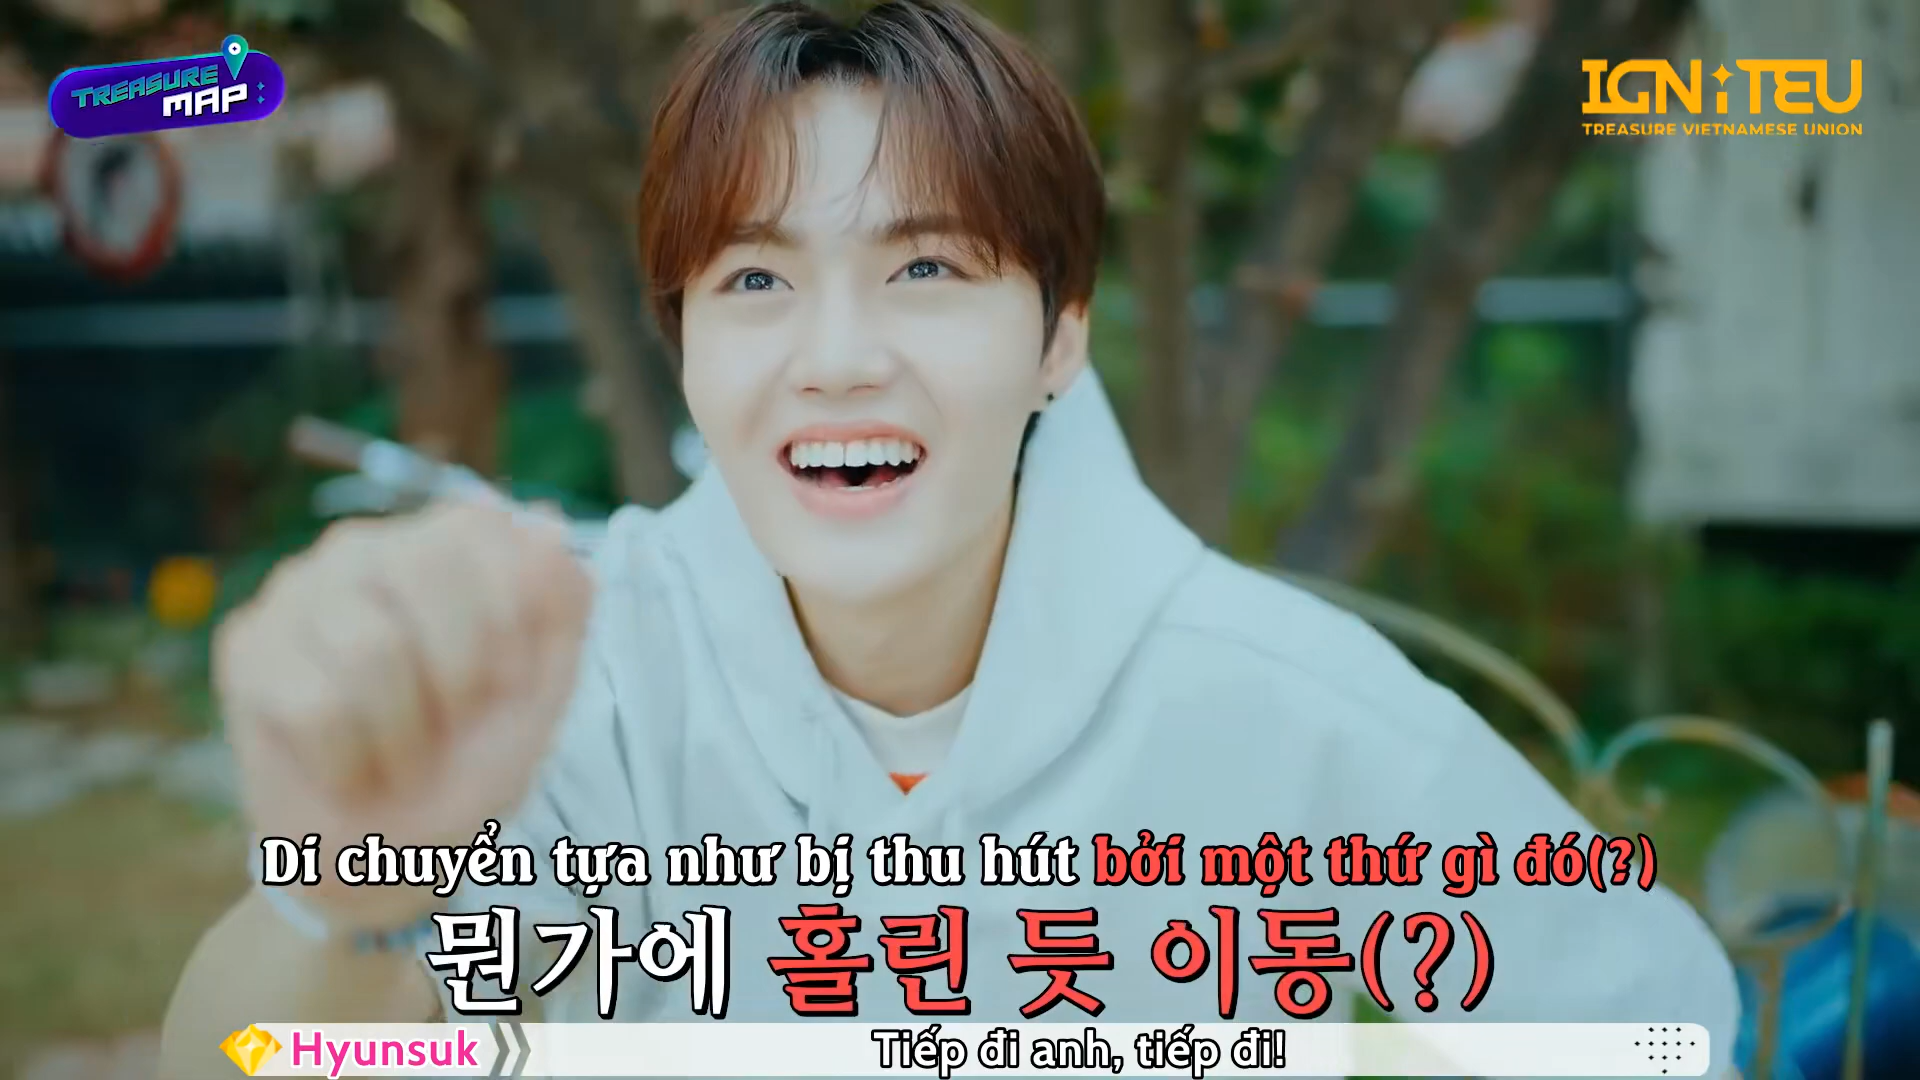 TREASURE
MAP
IGNITEU
TREASURE VIETNAMESE UNION
Di chuyển tựa như bị thu hút bởi một thứ gì đó(?)
뭔가에 홀린 듯 이동(?)
Hyunsuk
Tiếp đi anh, tiếp đi!